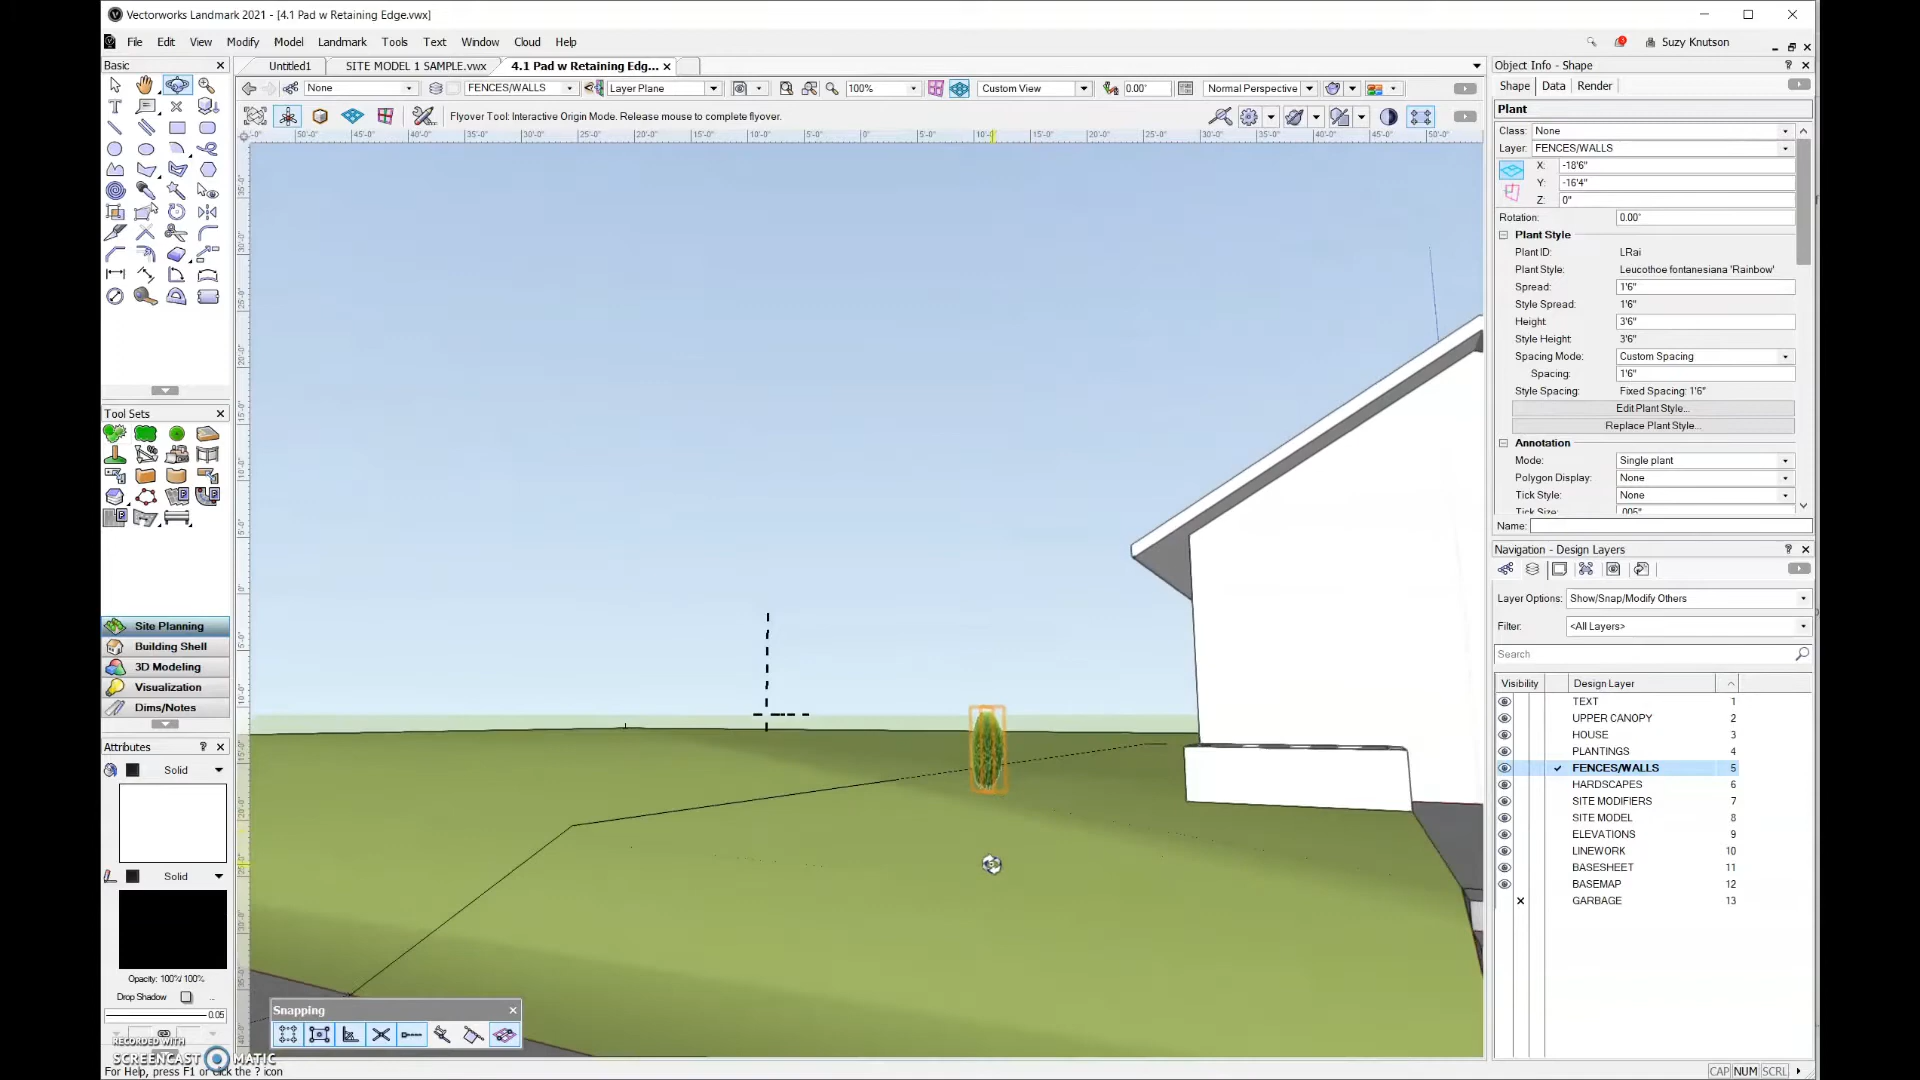 Vectorworks Landmark 2021 - [4.1 Pad w Retaining Edge.vwx]
File Edit View Modify Model Landmark Tools Text Window Cloud Help
Suzy Knutson
Basic
Untitled1 SITE MODEL 1 SAMPLE.vwx 4.1 Pad w Retaining Edg...
None FENCES/WALLS Layer Plane 100% Custom View 0.00° Normal Perspective
Flyover Tool: Interactive Origin Mode. Release mouse to complete flyover.
Tool Sets
Site Planning
Building Shell
3D Modeling
Visualization
Dims/Notes
Attributes
Solid
Solid
Opacity: 100%/ 100%
Drop Shadow
...
0.05
RECORDED WITH
SCREENCAST MATIC
For Help, press F1 or click the ? icon
Snapping
Object Info - Shape
Shape Data Render
Plant
Class: None
Layer: FENCES/WALLS
X: -18'6"
Y: -16'4"
Z: 0"
Rotation: 0.00°
Plant Style
Plant ID: LRai
Plant Style: Leucothoe fontanesiana 'Rainbow'
Spread: 1'6"
Style Spread: 1'6"
Height: 3'6"
Style Height: 3'6"
Spacing Mode: Custom Spacing
Spacing: 1'6"
Style Spacing: Fixed Spacing: 1'6"
Edit Plant Style...
Replace Plant Style...
Annotation
Mode: Single plant
Polygon Display: None
Tick Style: None
Tick Size: .005"
Name:
Navigation - Design Layers
Layer Options: Show/Snap/Modify Others
Filter: <All Layers>
Search
Visibility Design Layer
TEXT 1
UPPER CANOPY 2
HOUSE 3
PLANTINGS 4
FENCES/WALLS 5
HARDSCAPES 6
SITE MODIFIERS 7
SITE MODEL 8
ELEVATIONS 9
LINEWORK 10
BASESHEET 11
BASEMAP 12
GARBAGE 13
CAP NUM SCRL